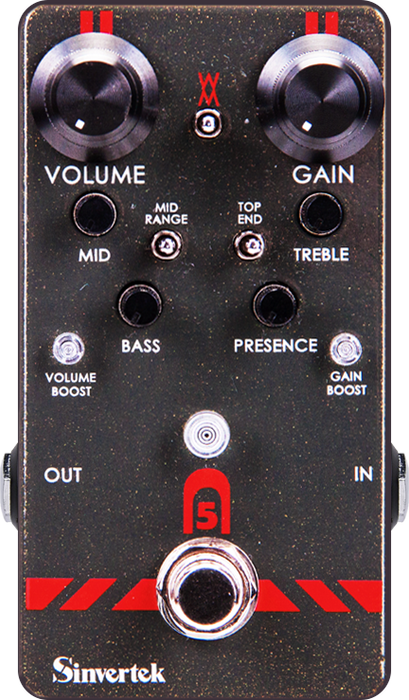 VOLUME
GAIN
MID
RANGE
TOP
END
MID
TREBLE
BASS
PRESENCE
VOLUME
BOOST
GAIN
BOOST
OUT
IN
5
Sinvertek